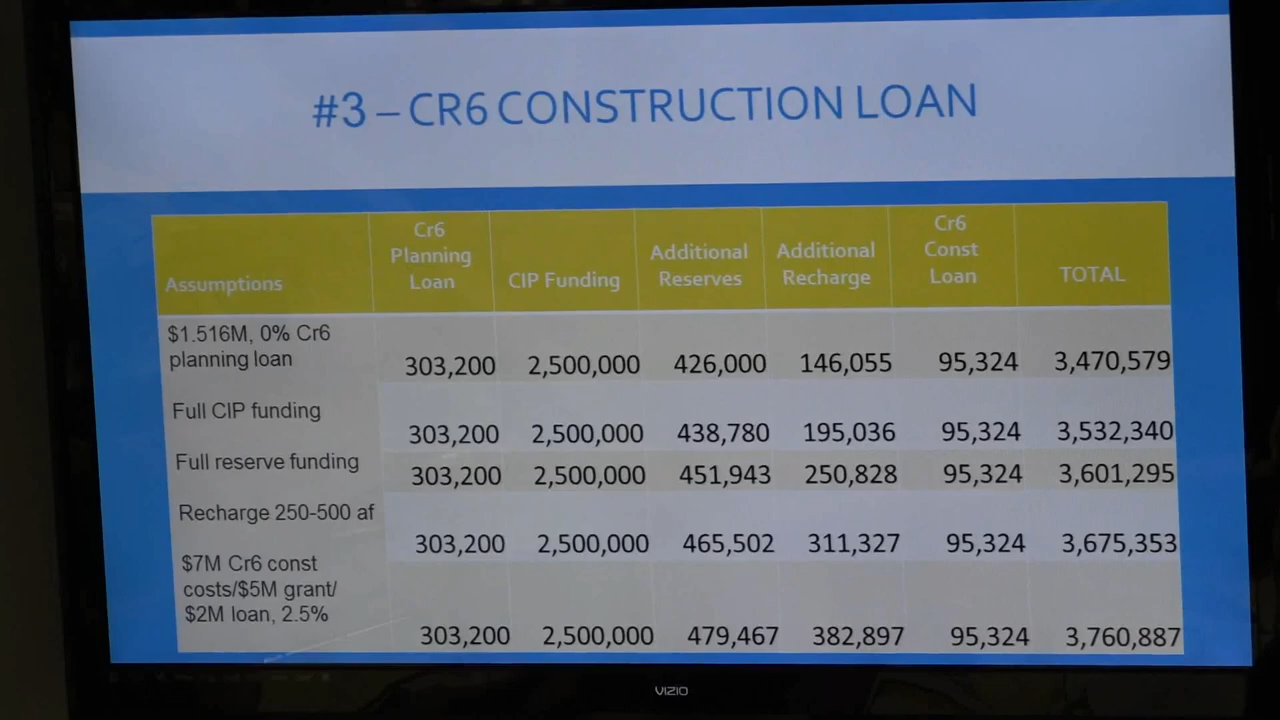 #3 – CR6 CONSTRUCTION LOAN
Assumptions
Cr6
Planning
Loan
CIP Funding
Additional
Reserves
Additional
Recharge
Cr6
Const
Loan
TOTAL
$1.516M, 0% Cr6
planning loan
303,200 2,500,000 426,000 146,055 95,324 3,470,579
Full CIP funding
303,200 2,500,000 438,780 195,036 95,324 3,532,340
Full reserve funding
303,200 2,500,000 451,943 250,828 95,324 3,601,295
Recharge 250-500 af
303,200 2,500,000 465,502 311,327 95,324 3,675,353
$7M Cr6 const
costs/$5M grant/
$2M loan, 2.5%
303,200 2,500,000 479,467 382,897 95,324 3,760,887
VIZIO